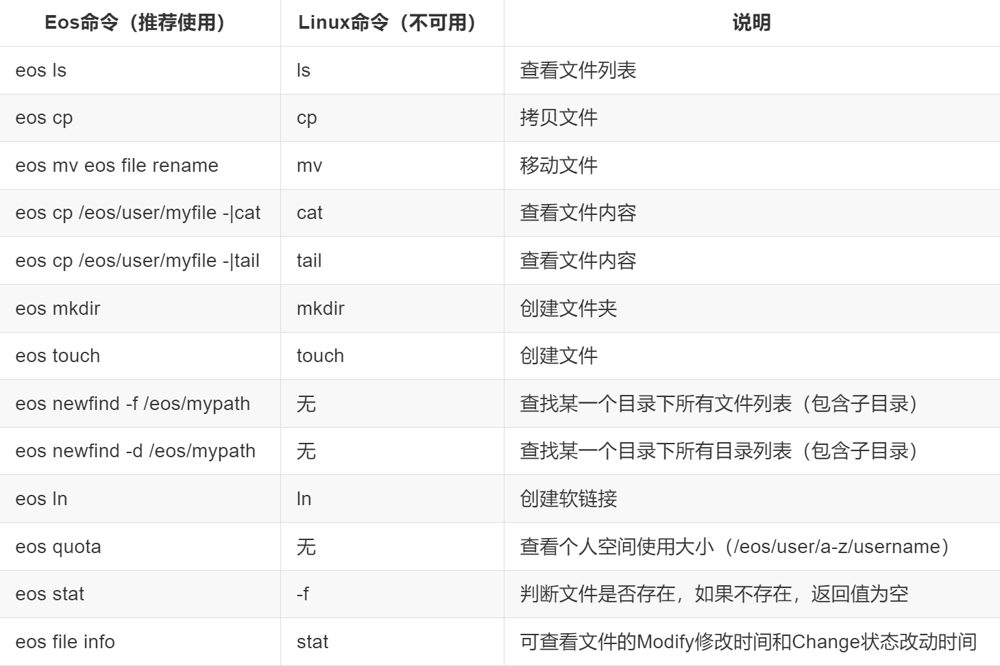 Eos命令（推荐使用） Linux命令（不可用） 说明
eos ls ls 查看文件列表
eos cp cp 拷贝文件
eos mv eos file rename mv 移动文件
eos cp /eos/user/myfile -|cat cat 查看文件内容
eos cp /eos/user/myfile -|tail tail 查看文件内容
eos mkdir mkdir 创建文件夹
eos touch touch 创建文件
eos newfind -f /eos/mypath 无 查找某一个目录下所有文件列表（包含子目录）
eos newfind -d /eos/mypath 无 查找某一个目录下所有目录列表（包含子目录）
eos ln ln 创建软链接
eos quota 无 查看个人空间使用大小（/eos/user/a-z/username）
eos stat -f 判断文件是否存在，如果不存在，返回值为空
eos file info stat 可查看文件的Modify修改时间和Change状态改动时间